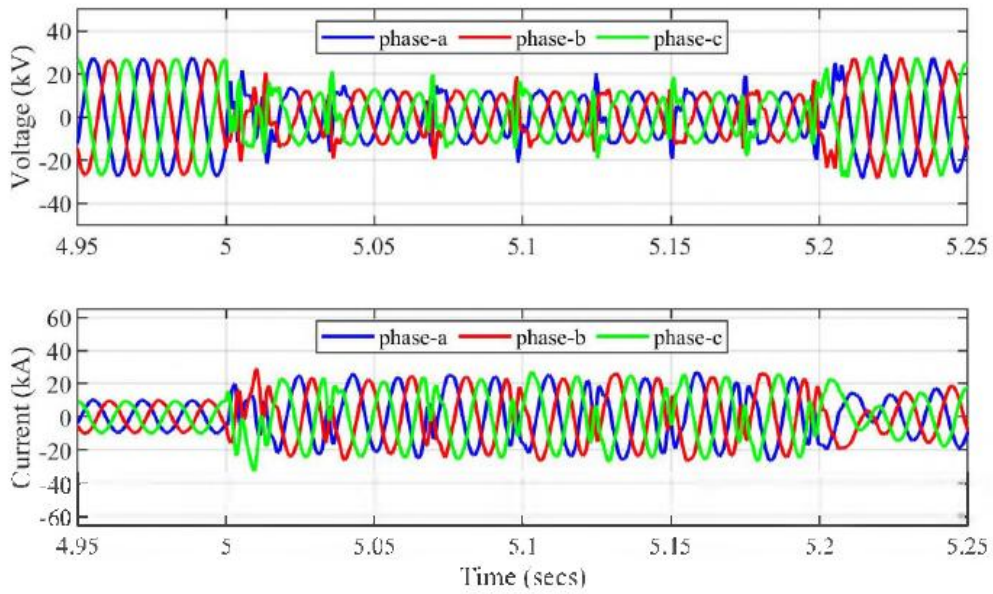 Voltage (kV)
40
20
0
-20
-40
phase-a phase-b phase-c
4.95 5 5.05 5.1 5.15 5.2 5.25
Current (kA)
60
40
20
0
-20
-40
-60
phase-a phase-b phase-c
4.95 5 5.05 5.1 5.15 5.2 5.25
Time (secs)